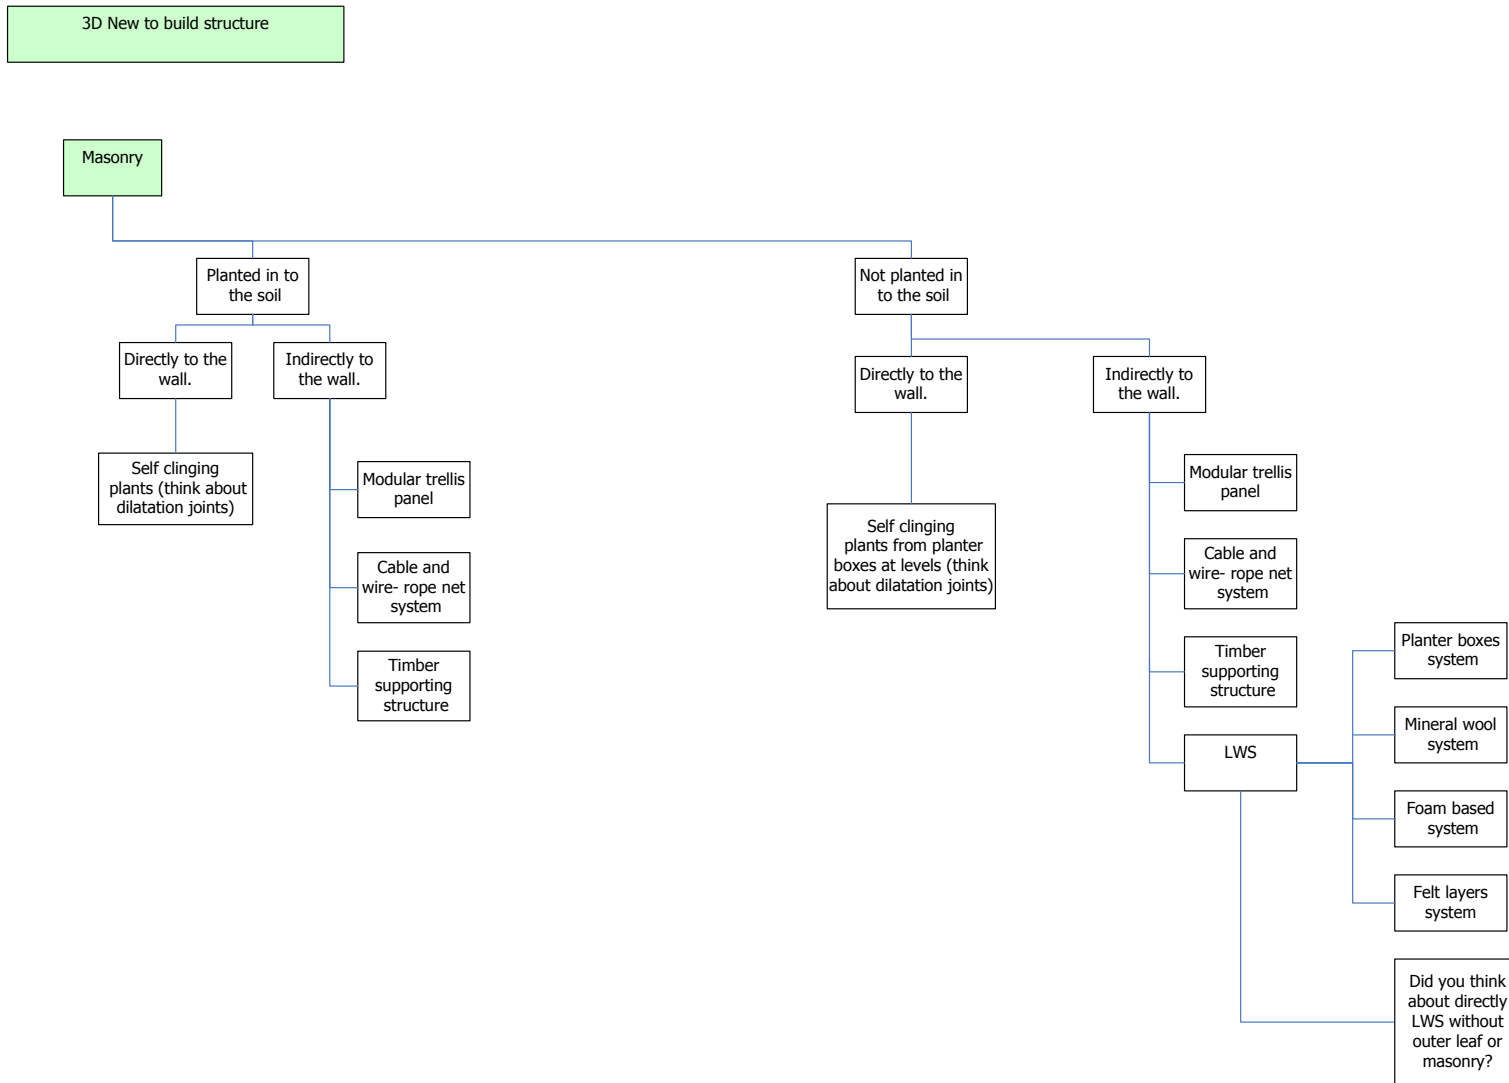 3D New to build structure
Masonry
Planted in to
the soil
Not planted in
to the soil
Directly to the
wall.
Indirectly to
the wall.
Directly to the
wall.
Indirectly to
the wall.
Self clinging
plants (think about
dilatation joints)
Modular trellis
panel
Cable and
wire- rope net
system
Timber
supporting
structure
Self clinging
plants from planter
boxes at levels (think
about dilatation joints)
Modular trellis
panel
Cable and
wire- rope net
system
Timber
supporting
structure
LWS
Planter boxes
system
Mineral wool
system
Foam based
system
Felt layers
system
Did you think
about directly
LWS without
outer leaf or
masonry?